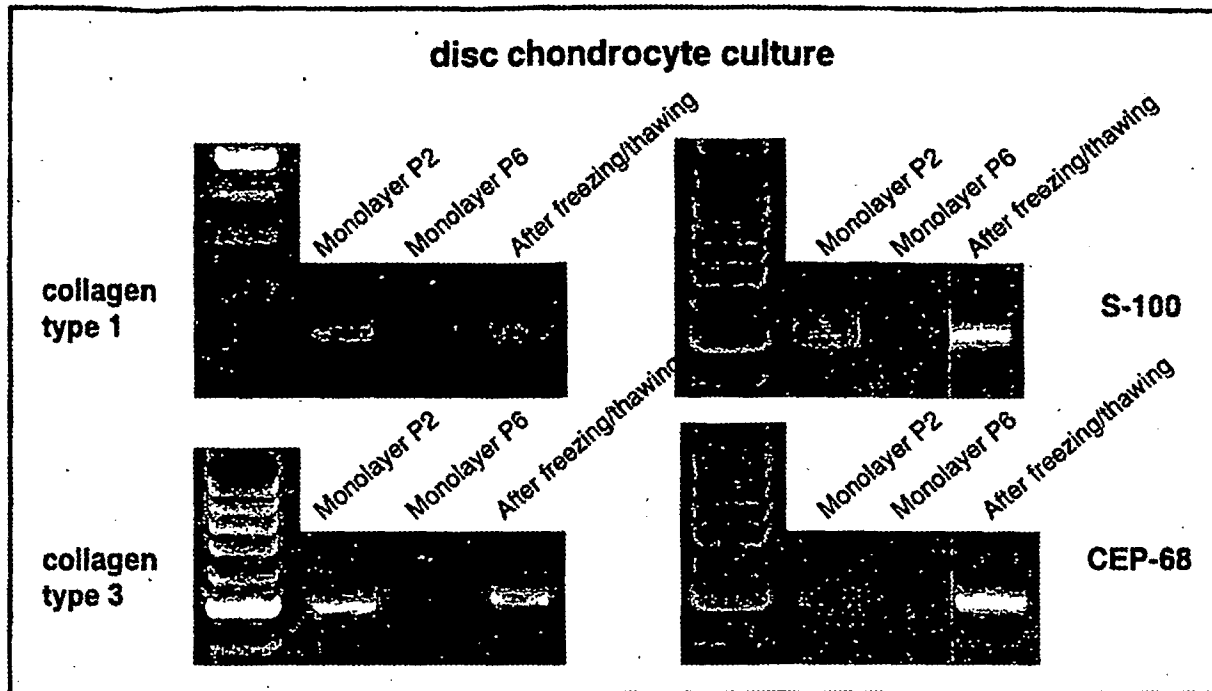 disc chondrocyte culture
collagen
type 1
Monolayer P2
Monolayer P6
After freezing/thawing
Monolayer P2
Monolayer P6
After freezing/thawing
S-100
collagen
type 3
Monolayer P2
Monolayer P6
After freezing/thawing
Monolayer P2
Monolayer P6
After freezing/thawing
CEP-68